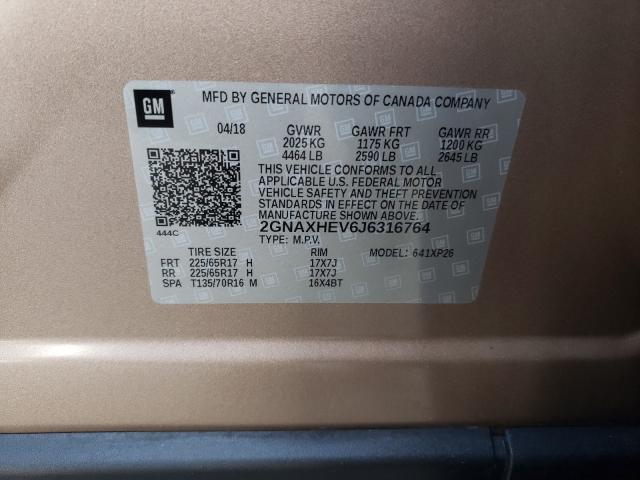 GM
MFD BY GENERAL MOTORS OF CANADA COMPANY
04/18 GVWR GAWR FRT GAWR RR
2025 KG 1175 KG 1200 KG
4464 LB 2590 LB 2645 LB
THIS VEHICLE CONFORMS TO ALL
APPLICABLE U.S. FEDERAL MOTOR
VEHICLE SAFETY AND THEFT PREVENTION
STANDARDS IN EFFECT ON THE DATE OF
MANUFACTURE SHOWN ABOVE.
444C 2GNAXHEV6J6316764
TYPE: M.P.V. MODEL: 641XP26
TIRE SIZE RIM
FRT 225/65R17 H 17X7J
RR 225/65R17 H 17X7J
SPA T135/70R16 M 16X4BT